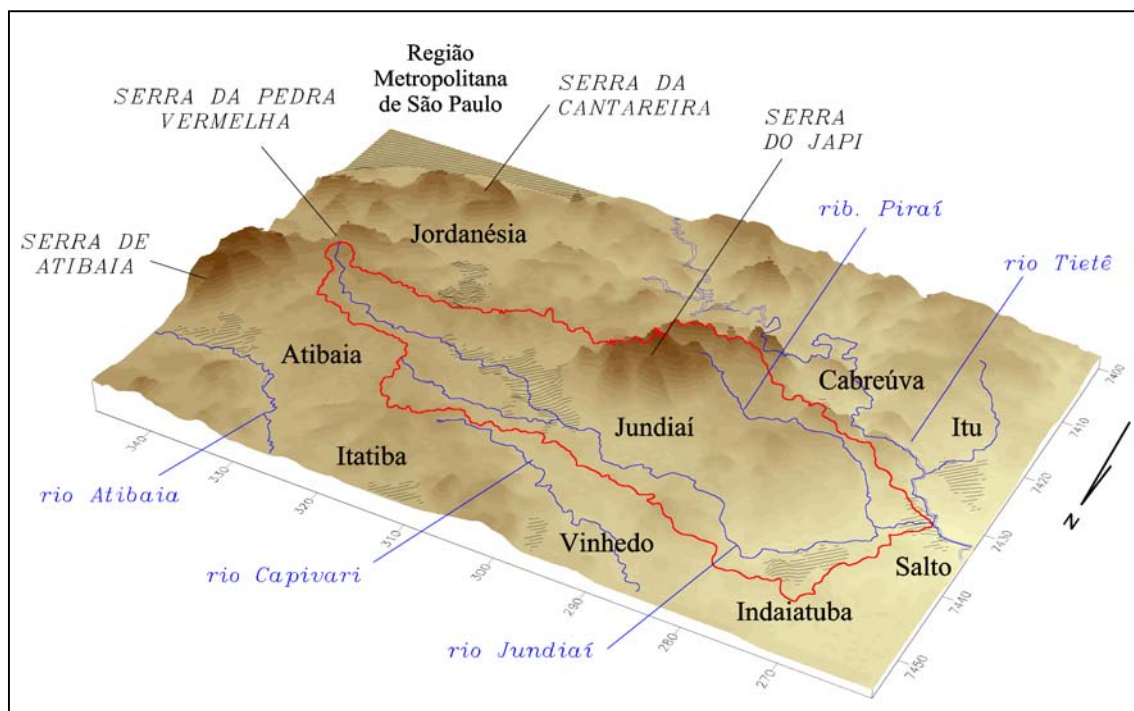 Região
Metropolitana
de São Paulo
SERRA DA PEDRA
VERMELHA
SERRA DA
CANTAREIRA
SERRA
DO JAPI
rib. Piraí
SERRA DE
ATIBAIA
Jordanésia
rio Tietê
Atibaia
Cabreúva
Jundiaí
Itu
Itatiba
rio Atibaia
Vinhedo
rio Capivari
Salto
Indaiatuba
rio Jundiaí
N
340
330
320
310
300
290
280
270
7400
7410
7420
7430
7440
7450